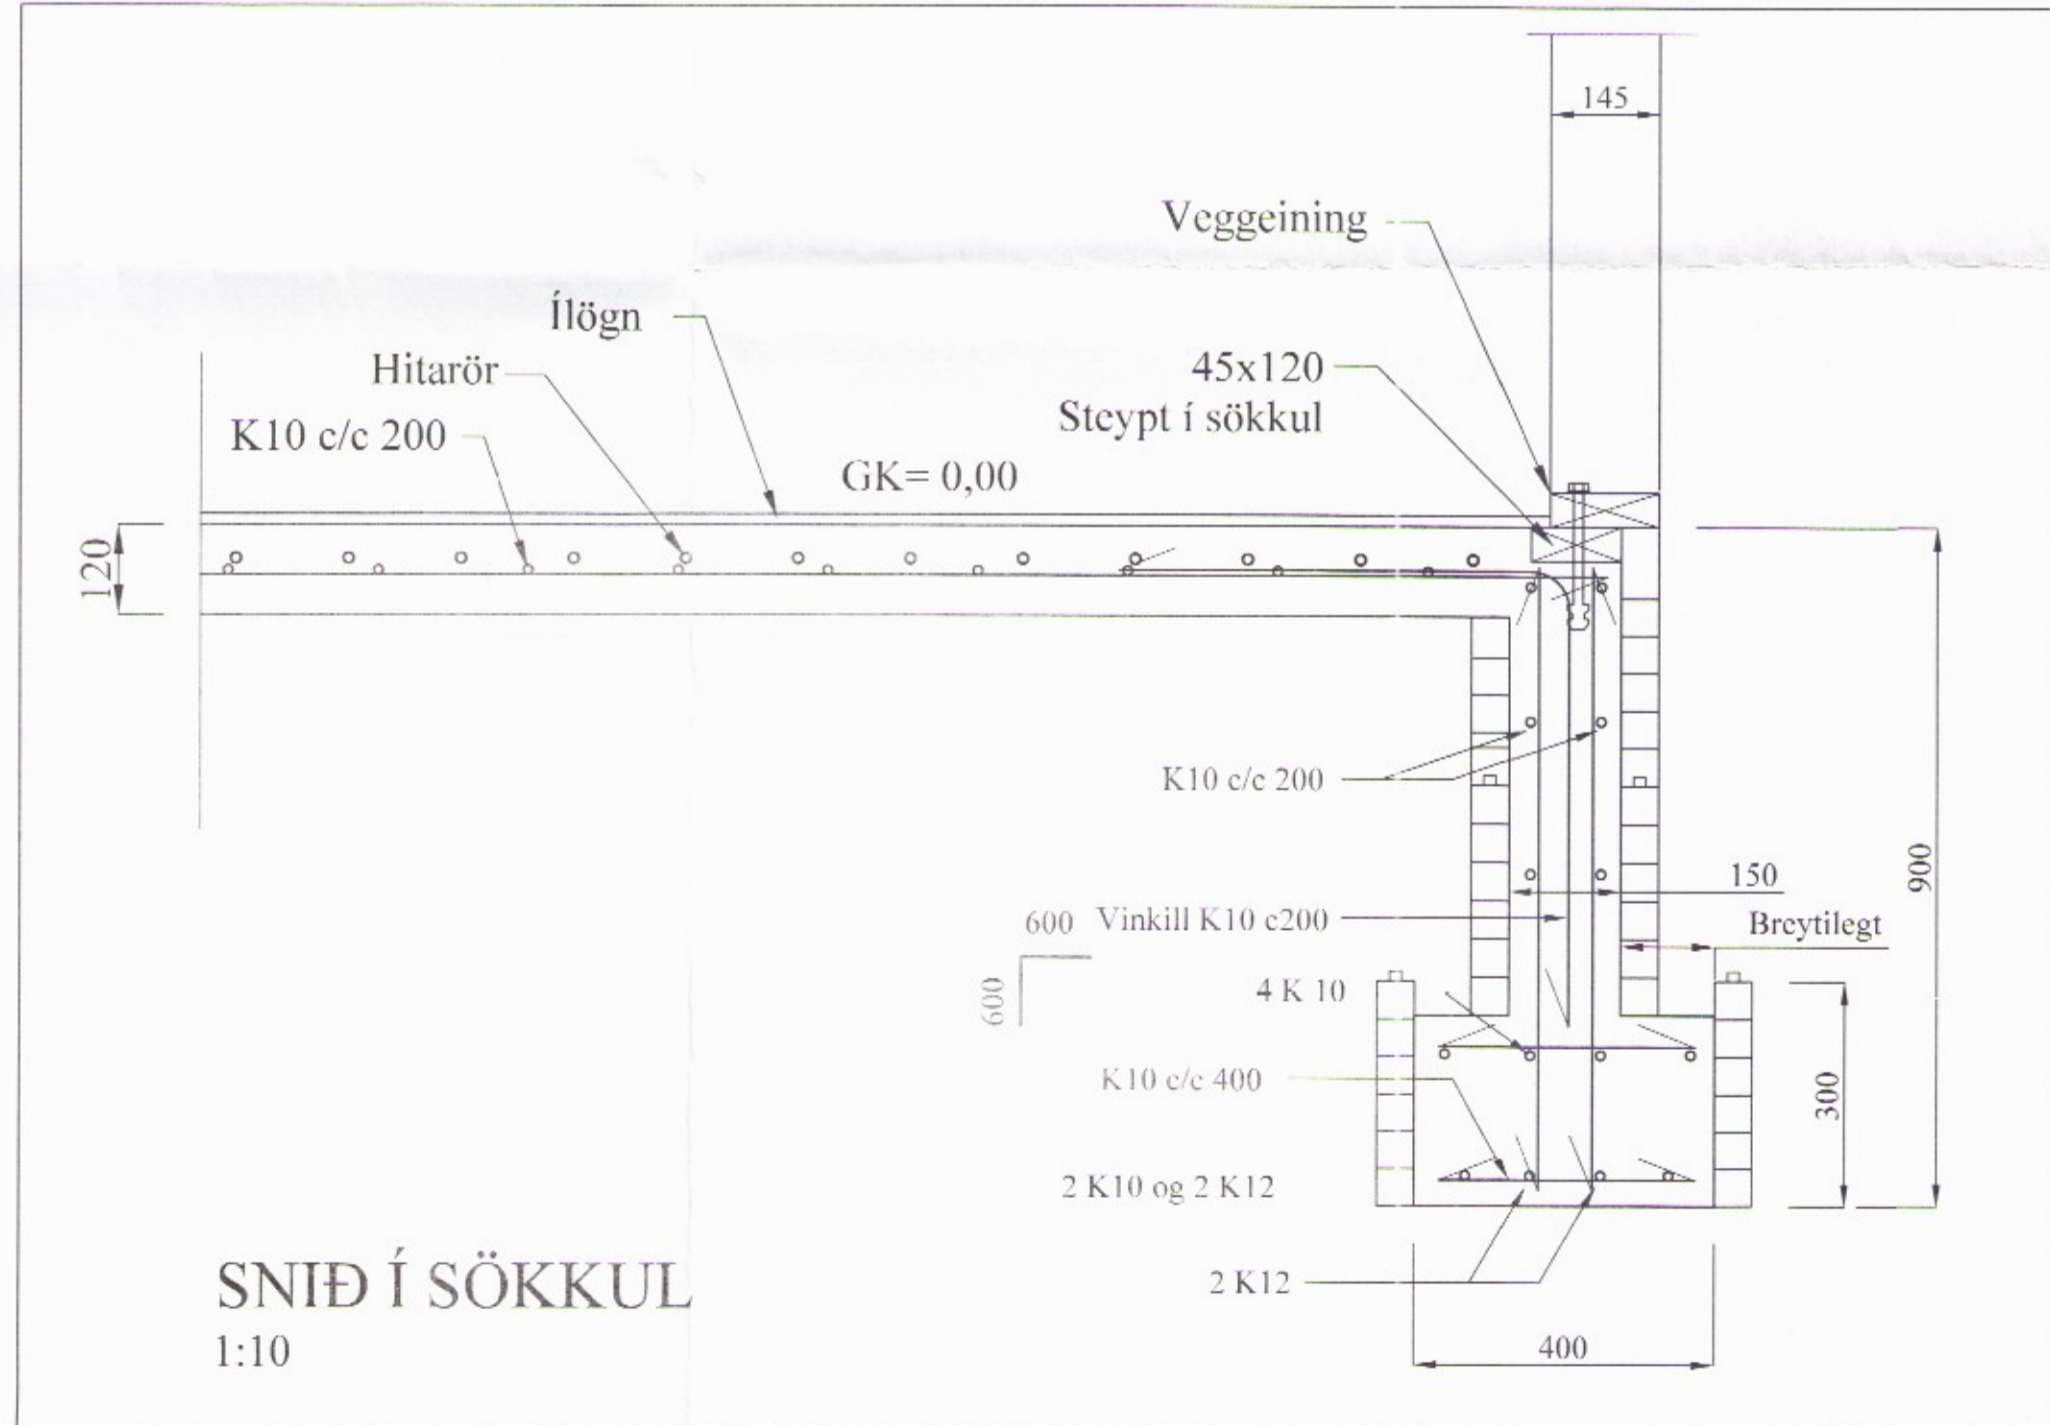 145
Veggeining
Ílögn
Hitarör
45x120
Steypt í sökkul
K10 c/c 200
GK= 0,00
120
K10 c/c 200
150
900
600 Vinkill K10 c200
Breytilegt
600
4 K 10
K10 c/c 400
300
2 K10 og 2 K12
2 K12
SNIÐ Í SÖKKUL
1:10
400